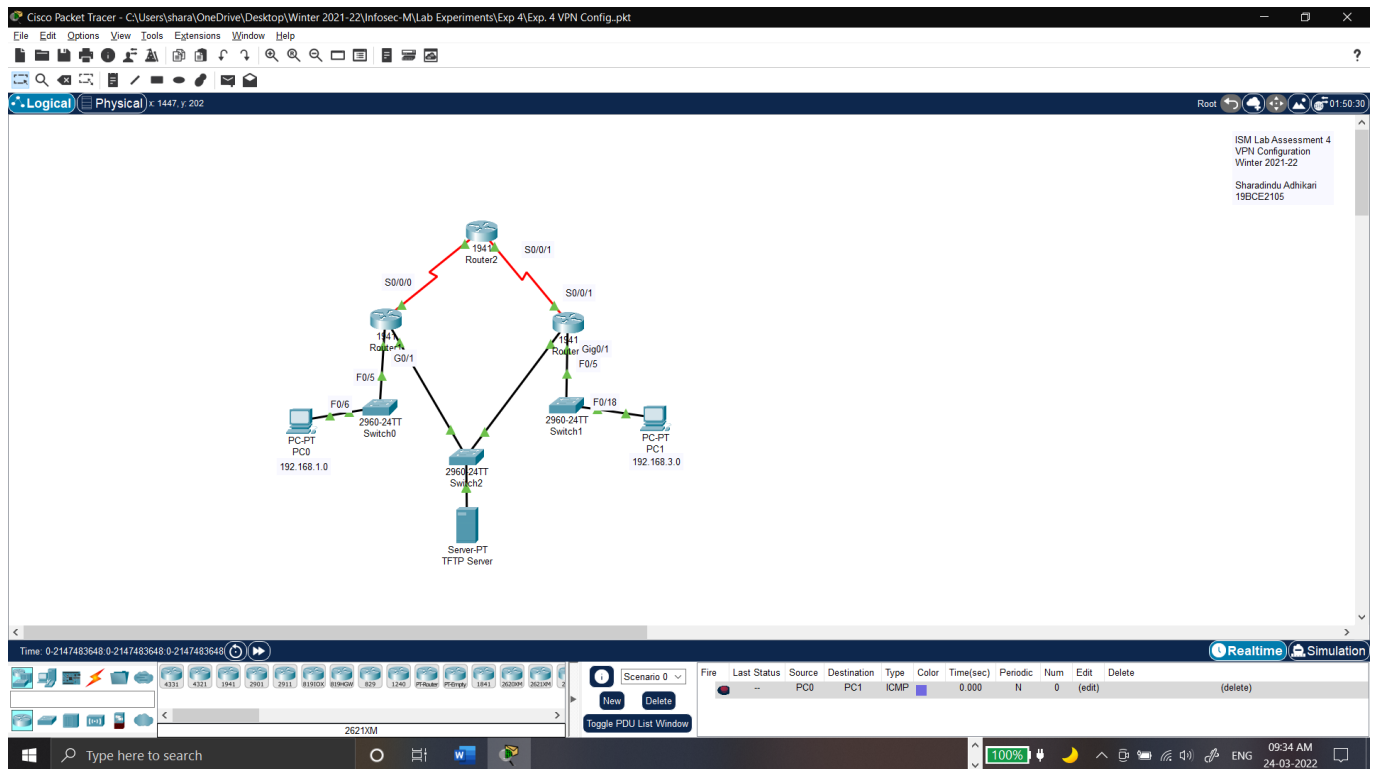 Cisco Packet Tracer - C:\Users\shara\OneDrive\Desktop\Winter 2021-22\Infosec-M\Lab Experiments\Exp 4\Exp. 4 VPN Config..pkt
File Edit Options View Tools Extensions Window Help
?
Logical Physical x: 1447, y: 202
Root 01:50:30
ISM Lab Assessment 4
VPN Configuration
Winter 2021-22
Sharadindu Adhikari
19BCE2105
1941
Router2
S0/0/1
S0/0/0
S0/0/1
1941
Router1
G0/1
1941
Router Gig0/1
F0/5
F0/5
F0/6
2960-24TT
Switch0
PC-PT
PC0
192.168.1.0
F0/18
2960-24TT
Switch1
PC-PT
PC1
192.168.3.0
2960-24TT
Switch2
Server-PT
TFTP Server
Time: 0-2147483648:0-2147483648:0-2147483648
Realtime Simulation
4331 4321 1941 2901 2911 819IOX 819HGW 829 1240 PT-Router PT-Empty 1841 2620XM 2621XM
2621XM
Scenario 0
New Delete
Toggle PDU List Window
Fire Last Status Source Destination Type Color Time(sec) Periodic Num Edit Delete
-- PC0 PC1 ICMP 0.000 N 0 (edit) (delete)
Type here to search
100%
ENG
09:34 AM
24-03-2022